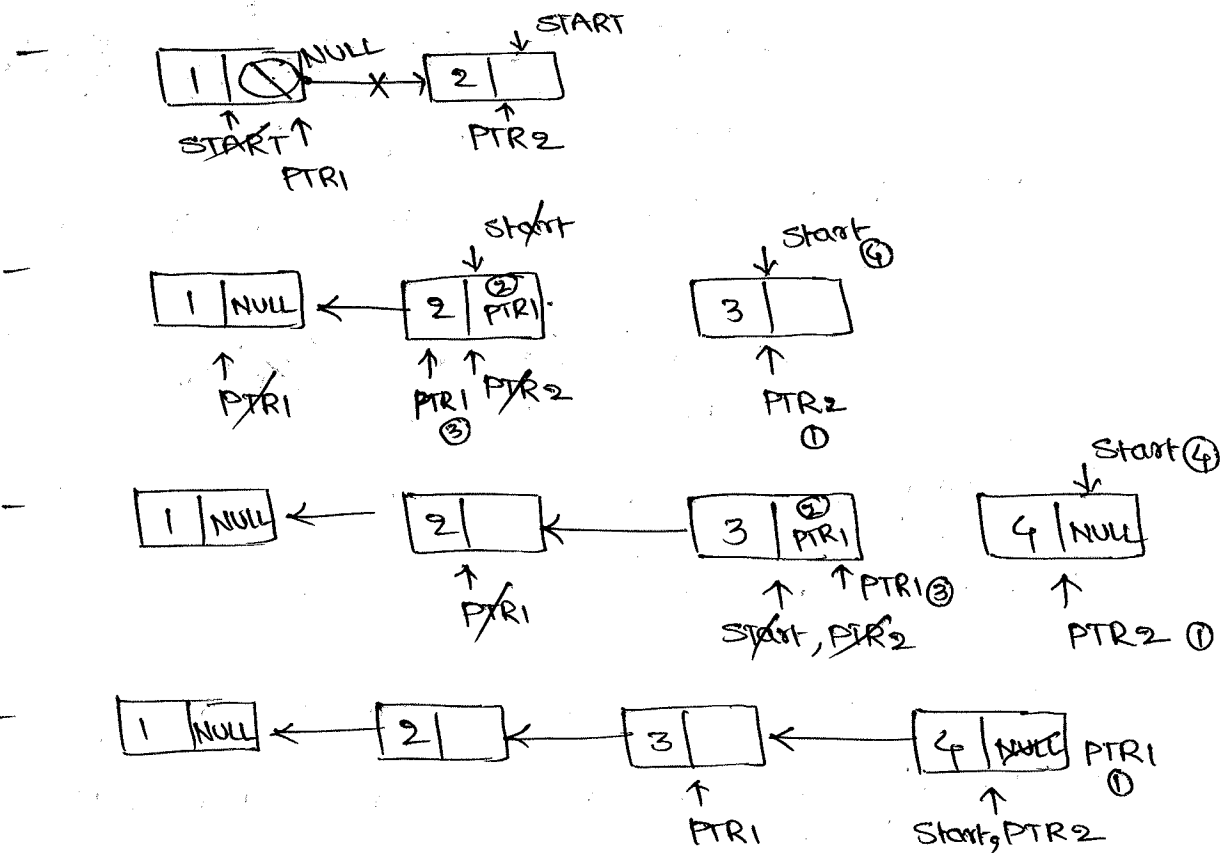 START
NULL
1 2
START PTR2
PTR1
Start
Start ④
1 NULL 2 ② PTR1 3
PTR1 PTR1 PTR2 PTR2
③ ①
Start ④
1 NULL 2 3 ② PTR1 4 NULL
PTR1 PTR1 ③
Start, PTR2 PTR2 ①
1 NULL 2 3 4 NULL PTR1
①
PTR1 Start, PTR2